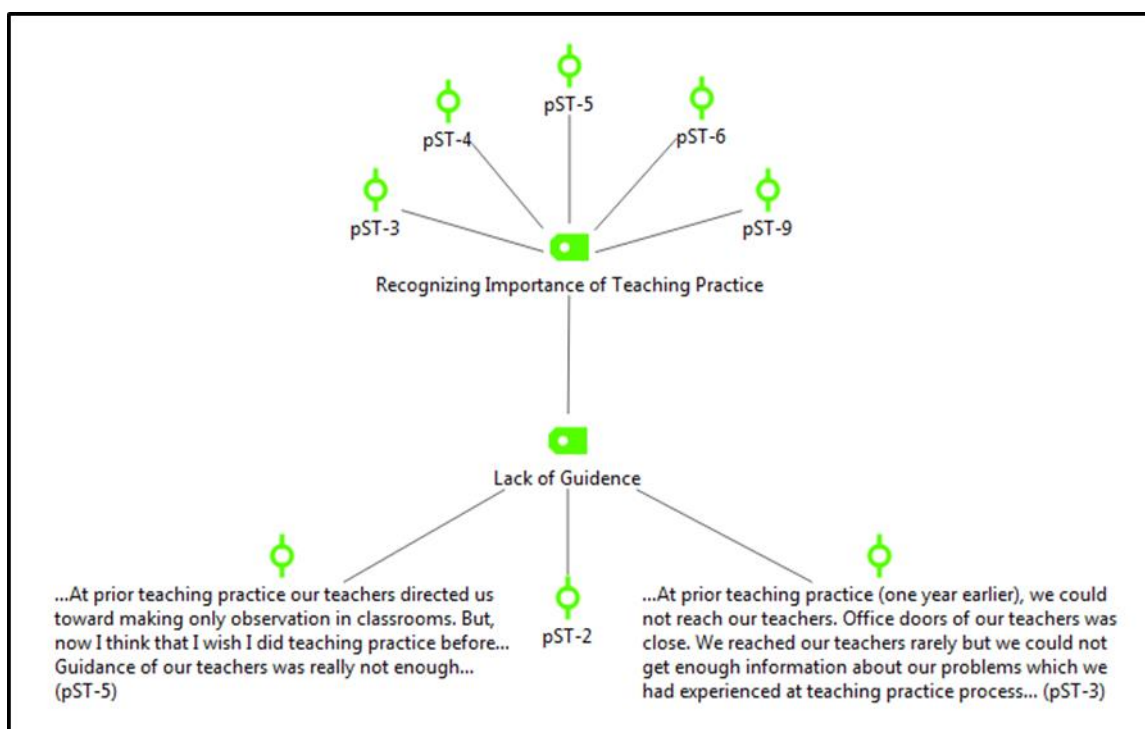 pST-5
pST-4
pST-6
pST-3
pST-9
Recognizing Importance of Teaching Practice
Lack of Guidence
...At prior teaching practice our teachers directed us
toward making only observation in classrooms. But,
now I think that I wish I did teaching practice before...
Guidance of our teachers was really not enough...
(pST-5)
pST-2
...At prior teaching practice (one year earlier), we could
not reach our teachers. Office doors of our teachers was
close. We reached our teachers rarely but we could not
get enough information about our problems which we
had experienced at teaching practice process... (pST-3)